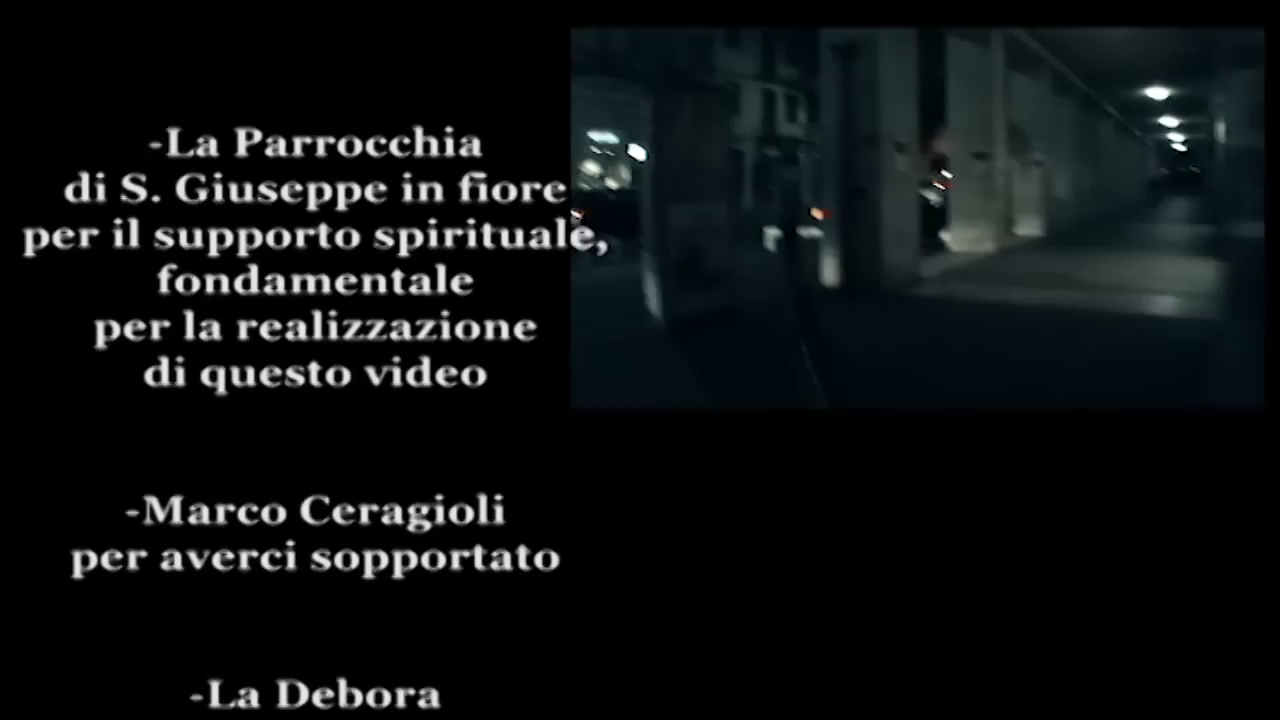 -La Parrocchia
di S. Giuseppe in fiore
per il supporto spirituale,
fondamentale
per la realizzazione
di questo video
-Marco Ceragioli
per averci sopportato
-La Debora